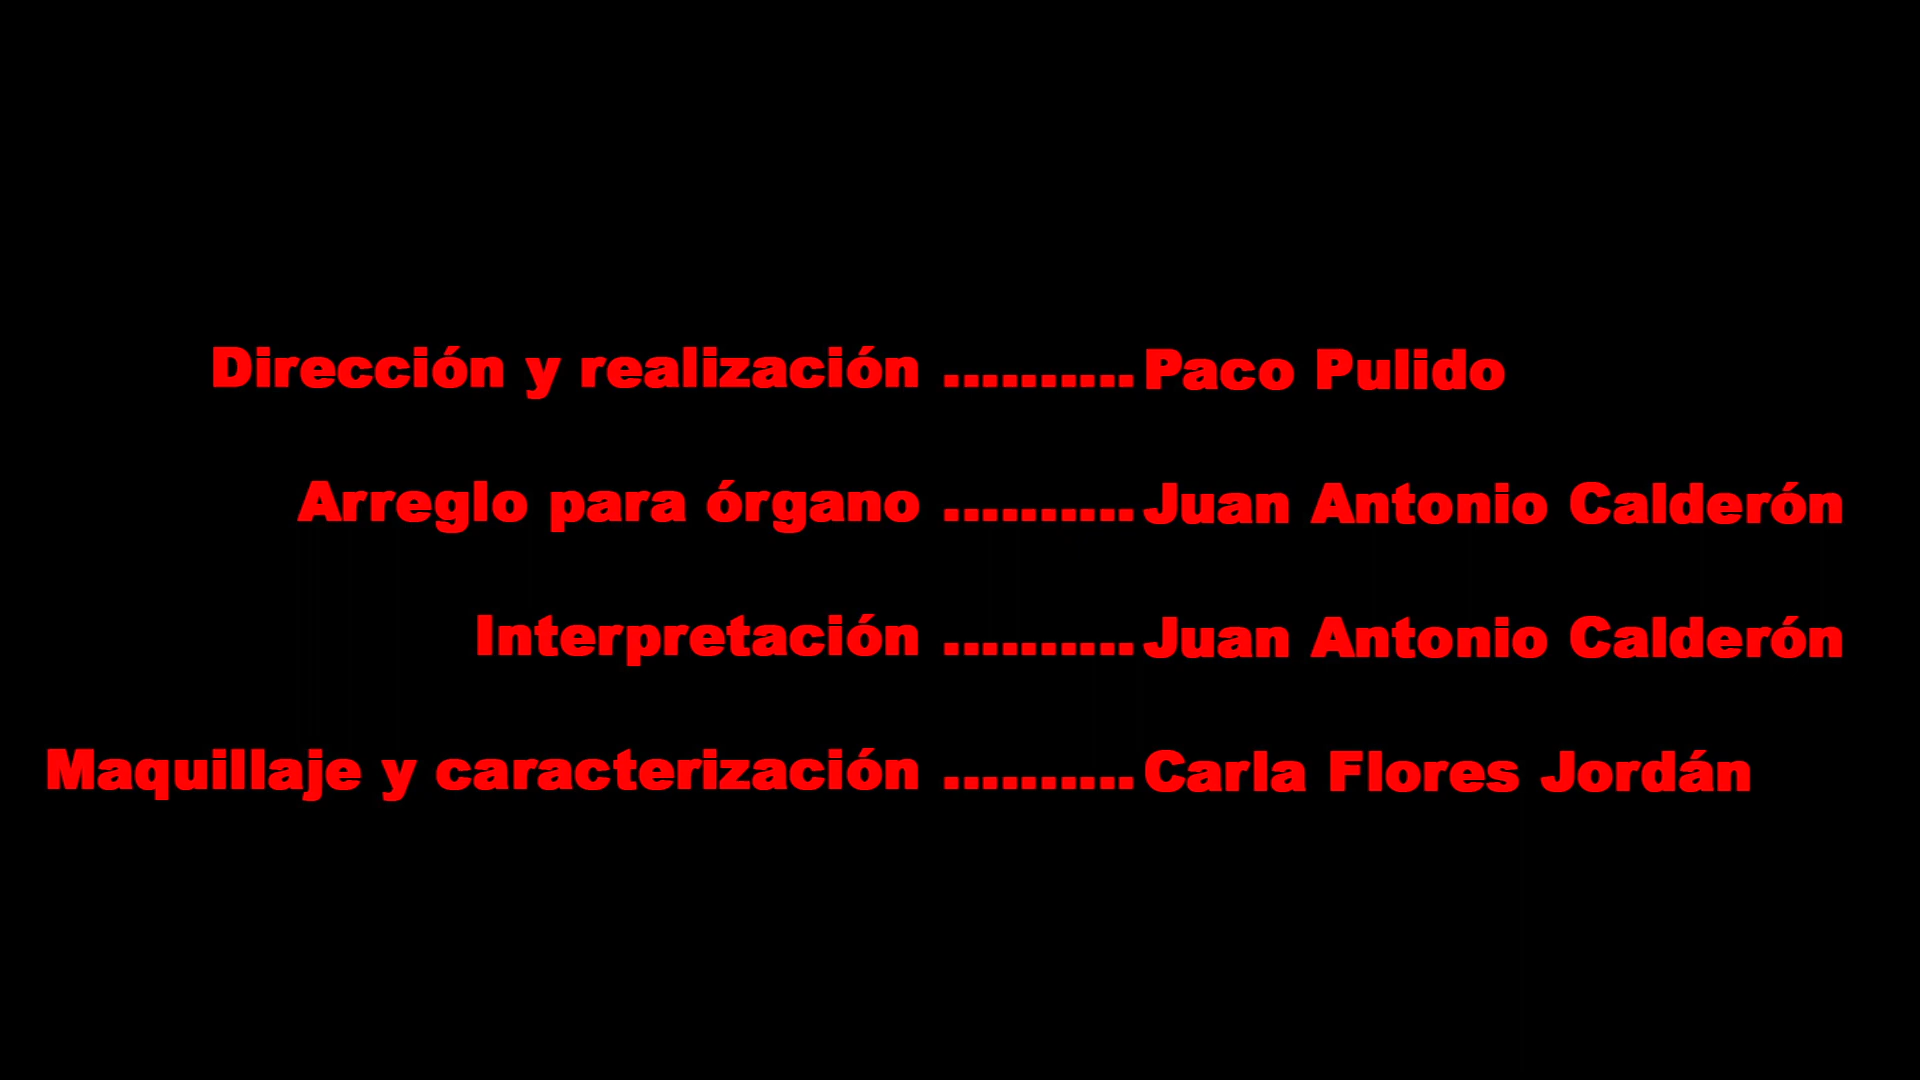 Dirección y realización ..........Paco Pulido
Arreglo para órgano ..........Juan Antonio Calderón
Interpretación ..........Juan Antonio Calderón
Maquillaje y caracterización ..........Carla Flores Jordán